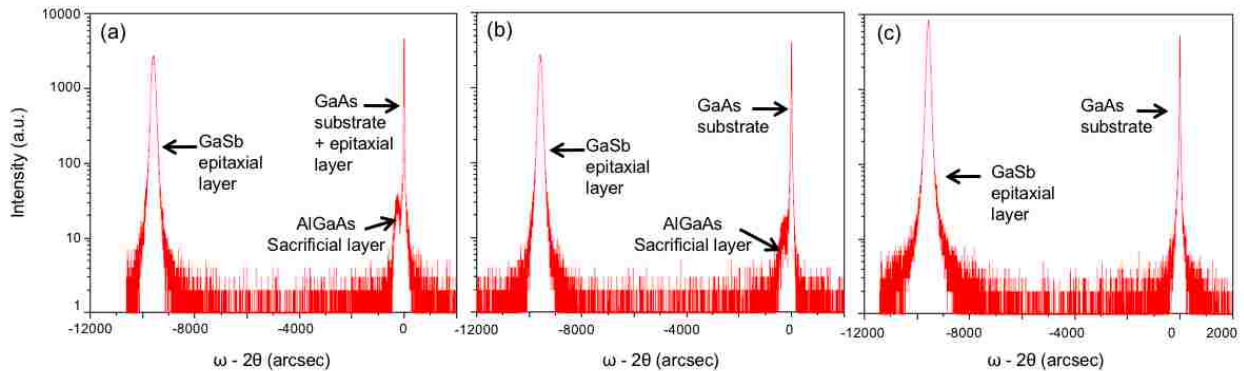 (a)
(b)
(c)
10000
1000
100
10
1
Intensity (a.u.)
GaSb
epitaxial
layer
GaAs
substrate
+ epitaxial
layer
AlGaAs
Sacrificial layer
-12000 -8000 -4000 0
ω - 2θ (arcsec)
GaSb
epitaxial
layer
GaAs
substrate
AlGaAs
Sacrificial layer
-12000 -8000 -4000 0
ω - 2θ (arcsec)
GaAs
substrate
GaSb
epitaxial
layer
-12000 -8000 -4000 0 2000
ω - 2θ (arcsec)